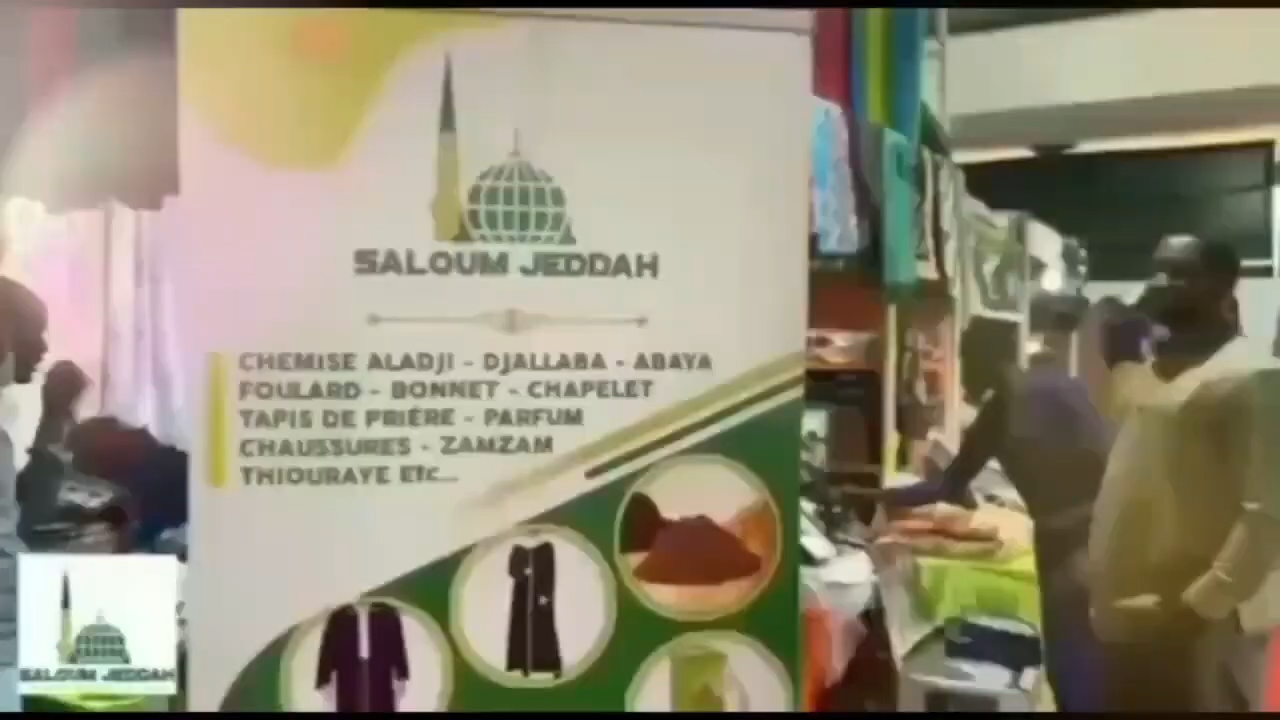 SALOUM JEDDAH
CHEMISE ALADJI - DJALLABA - ABAYA
FOULARD - BONNET - CHAPELET
TAPIS DE PRIÈRE - PARFUM
CHAUSSURES - ZAMZAM
THIOURAYE Etc...
SALOUM JEDDAH